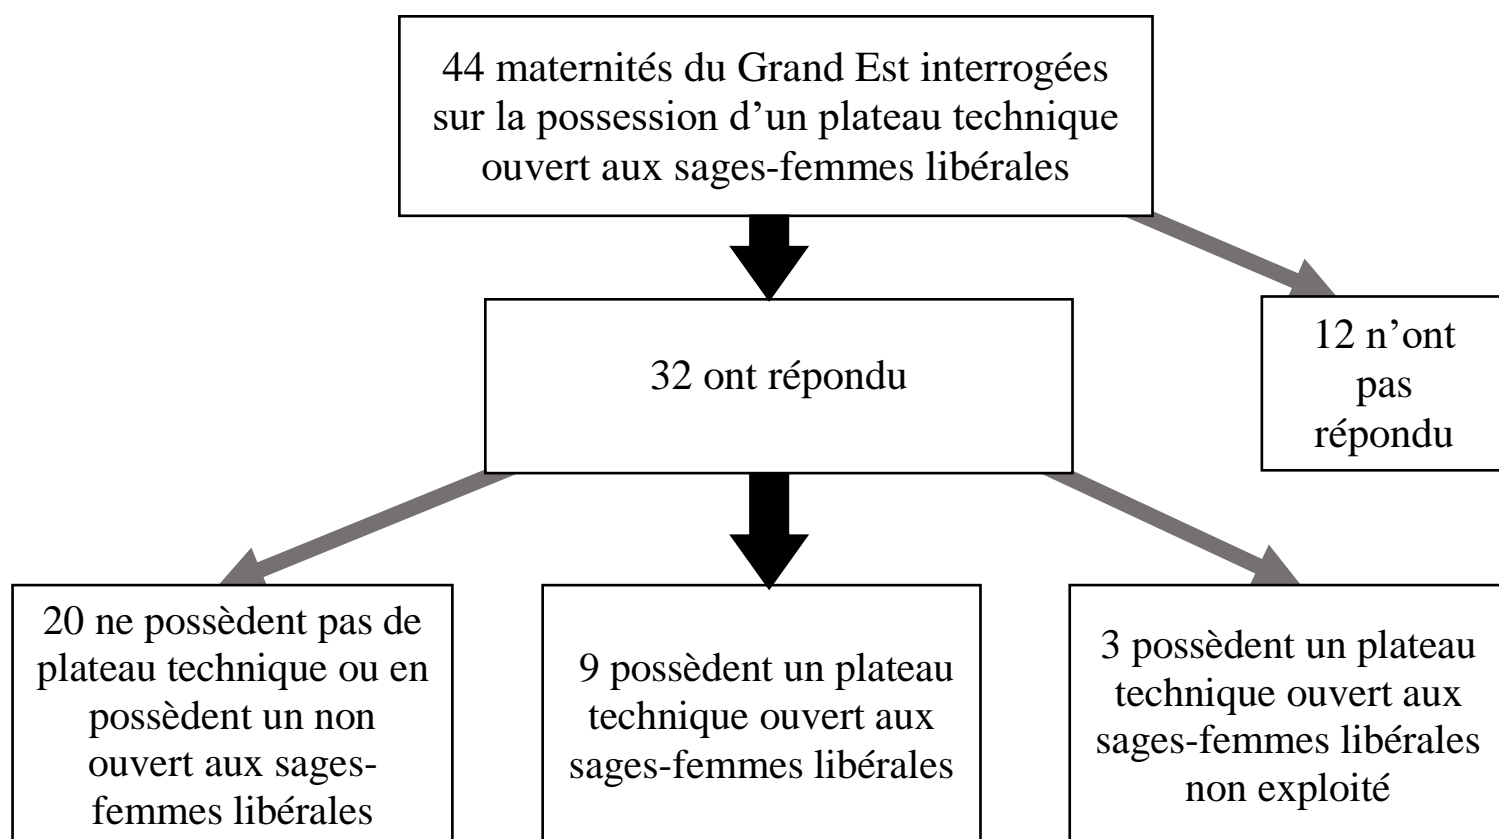 44 maternités du Grand Est interrogées
sur la possession d’un plateau technique
ouvert aux sages-femmes libérales
32 ont répondu
12 n’ont
pas
répondu
20 ne possèdent pas de
plateau technique ou en
possèdent un non
ouvert aux sages-
femmes libérales
9 possèdent un plateau
technique ouvert aux
sages-femmes libérales
3 possèdent un plateau
technique ouvert aux
sages-femmes libérales
non exploité